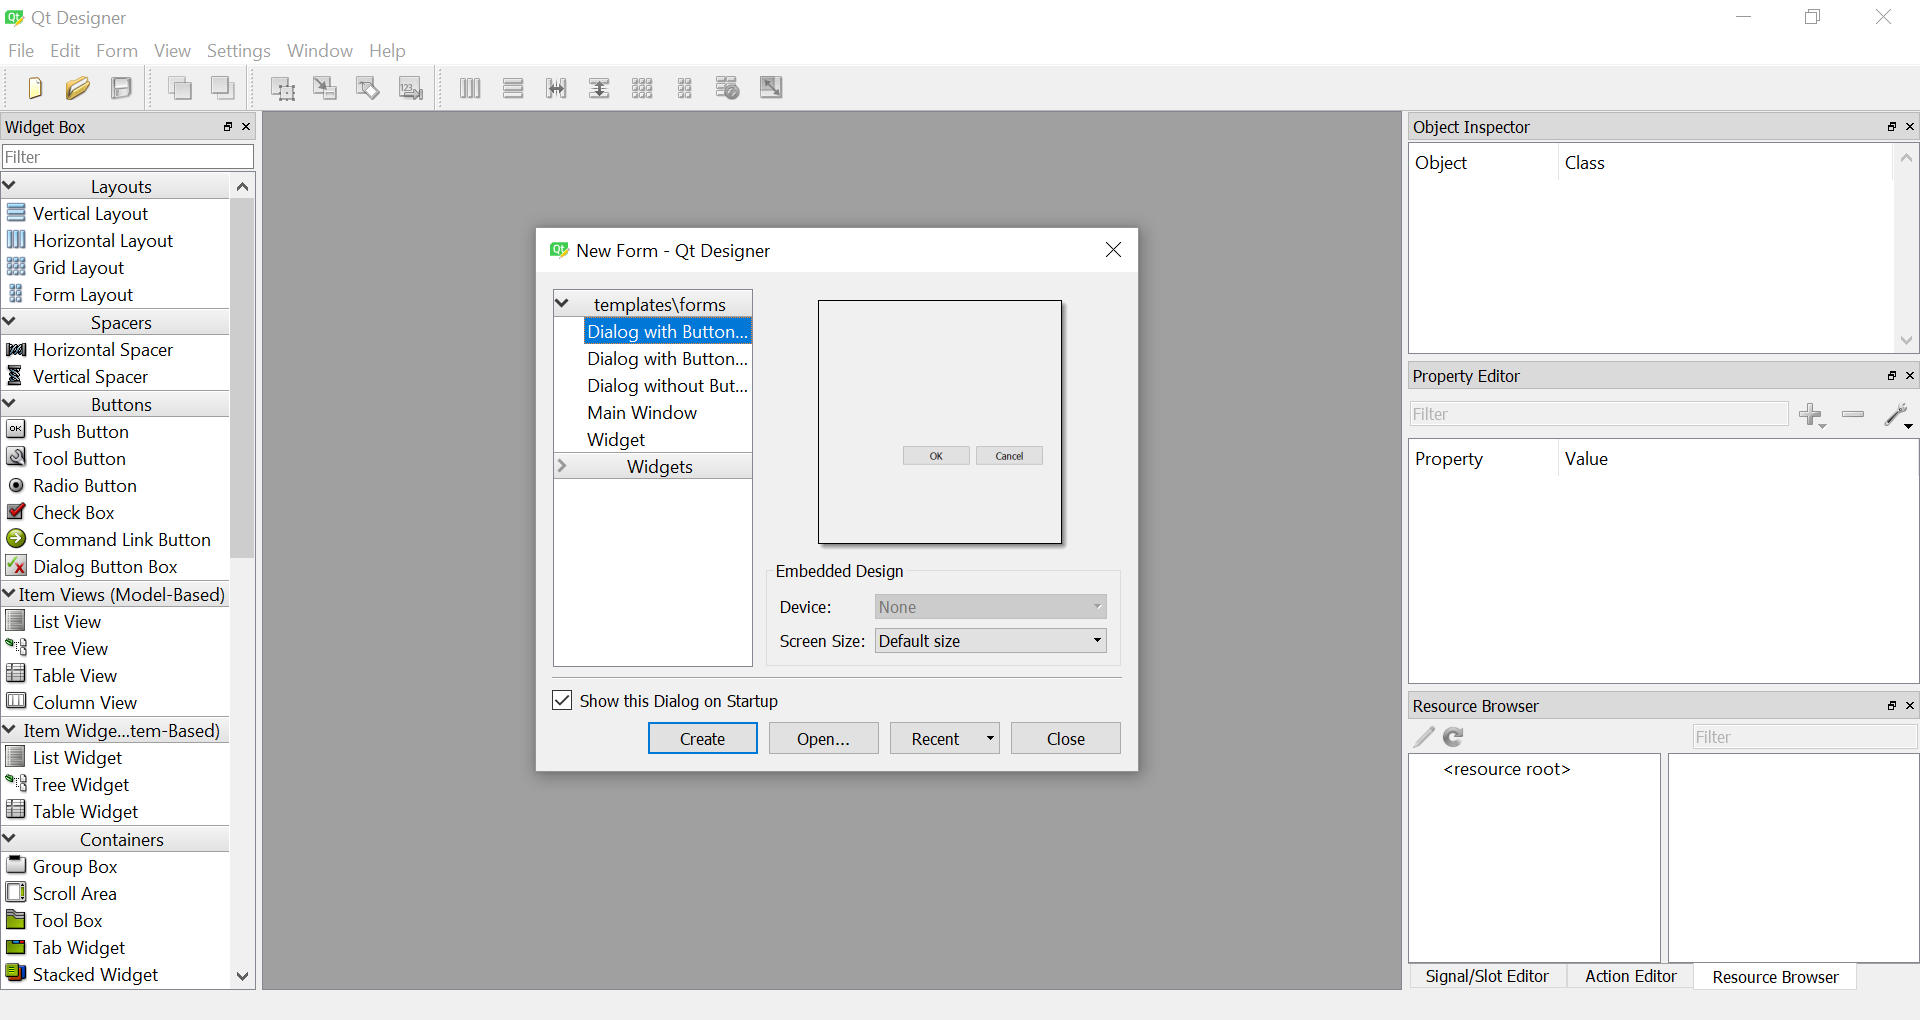 Qt Designer
File Edit Form View Settings Window Help
Widget Box
Filter
Layouts
Vertical Layout
Horizontal Layout
Grid Layout
Form Layout
Spacers
Horizontal Spacer
Vertical Spacer
Buttons
Push Button
Tool Button
Radio Button
Check Box
Command Link Button
Dialog Button Box
Item Views (Model-Based)
List View
Tree View
Table View
Column View
Item Widge...tem-Based)
List Widget
Tree Widget
Table Widget
Containers
Group Box
Scroll Area
Tool Box
Tab Widget
Stacked Widget
New Form - Qt Designer
templates\forms
Dialog with Button...
Dialog with Button...
Dialog without But...
Main Window
Widget
Widgets
OK Cancel
Embedded Design
Device: None
Screen Size: Default size
Show this Dialog on Startup
Create Open... Recent Close
Object Inspector
Object Class
Property Editor
Filter
Property Value
Resource Browser
Filter
<resource root>
Signal/Slot Editor Action Editor Resource Browser